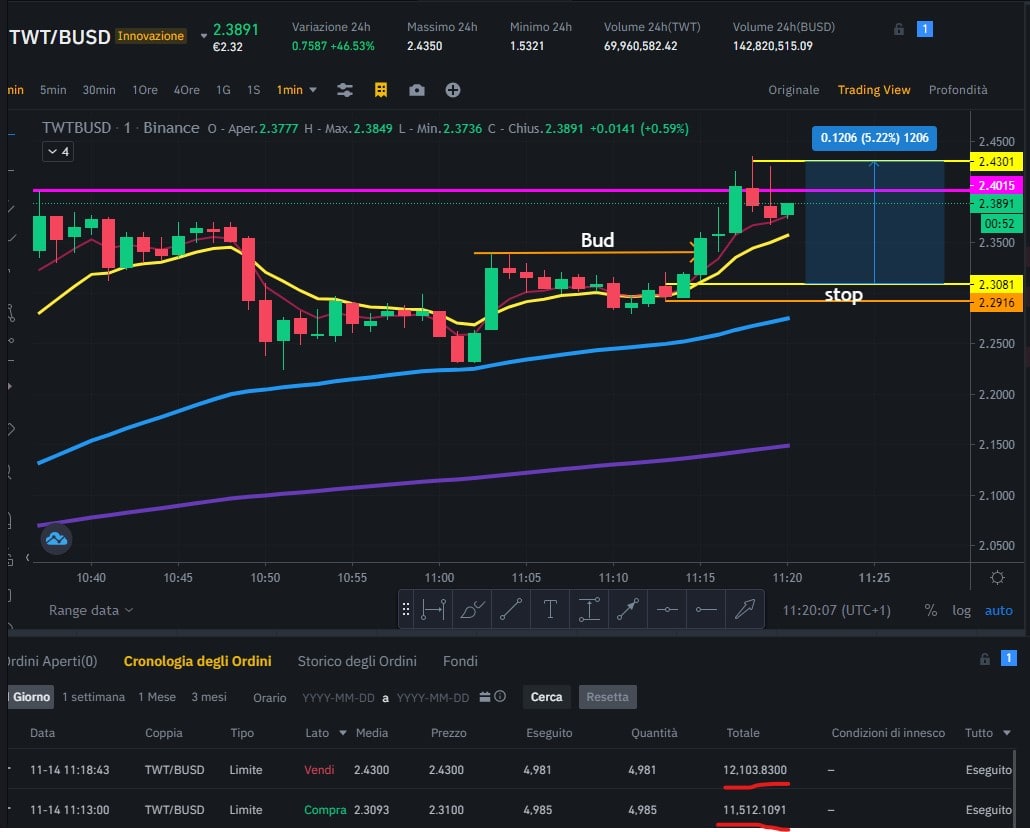 TWT/BUSD Innovazione 2.3891 Variazione 24h Massimo 24h Minimo 24h Volume 24h(TWT) Volume 24h(BUSD) 1
€2.32 0.7587 +46.53% 2.4350 1.5321 69,960,582.42 142,820,515.09
min 5min 30min 1Ore 4Ore 1G 1S 1min Originale Trading View Profondità
TWTBUSD · 1 · Binance O - Aper.2.3777 H - Max.2.3849 L - Min.2.3736 C - Chius.2.3891 +0.0141 (+0.59%)
4
0.1206 (5.22%) 1206
2.4500
2.4301
2.4015
2.3891
00:52
2.3500
2.3081
2.2916
2.2500
2.2000
2.1500
2.1000
2.0500
Bud
stop
10:40 10:45 10:50 10:55 11:00 11:05 11:10 11:15 11:20 11:25
Range data 11:20:07 (UTC+1) % log auto
Ordini Aperti(0) Cronologia degli Ordini Storico degli Ordini Fondi 1
1 Giorno 1 settimana 1 Mese 3 mesi Orario YYYY-MM-DD a YYYY-MM-DD Cerca Resetta
Data Coppia Tipo Lato Media Prezzo Eseguito Quantità Totale Condizioni di innesco Tutto
11-14 11:18:43 TWT/BUSD Limite Vendi 2.4300 2.4300 4,981 4,981 12,103.8300 – Eseguito
11-14 11:13:00 TWT/BUSD Limite Compra 2.3093 2.3100 4,985 4,985 11,512.1091 – Eseguito